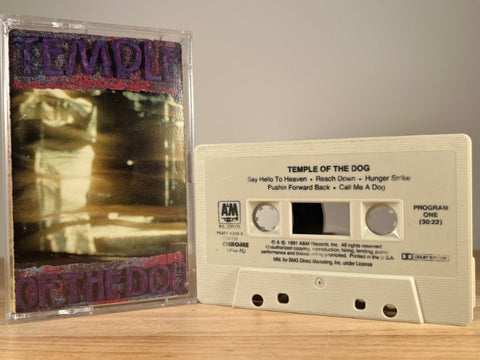 TEMPLE
OF THE DOG
TEMPLE OF THE DOG
Say Hello To Heaven • Reach Down • Hunger Strike
Pushin Forward Back • Call Me A Dog
A&M
RECORDS
CHROME
PROGRAM
ONE
(30:22)
℗ © 1991 A&M Records, Inc. All rights reserved
Unauthorized copying, reproduction, hiring, lending, public
performance and broadcasting prohibited. Printed in the U.S.A.
Mfd. for BMG Direct Marketing, Inc. under License
DOLBY